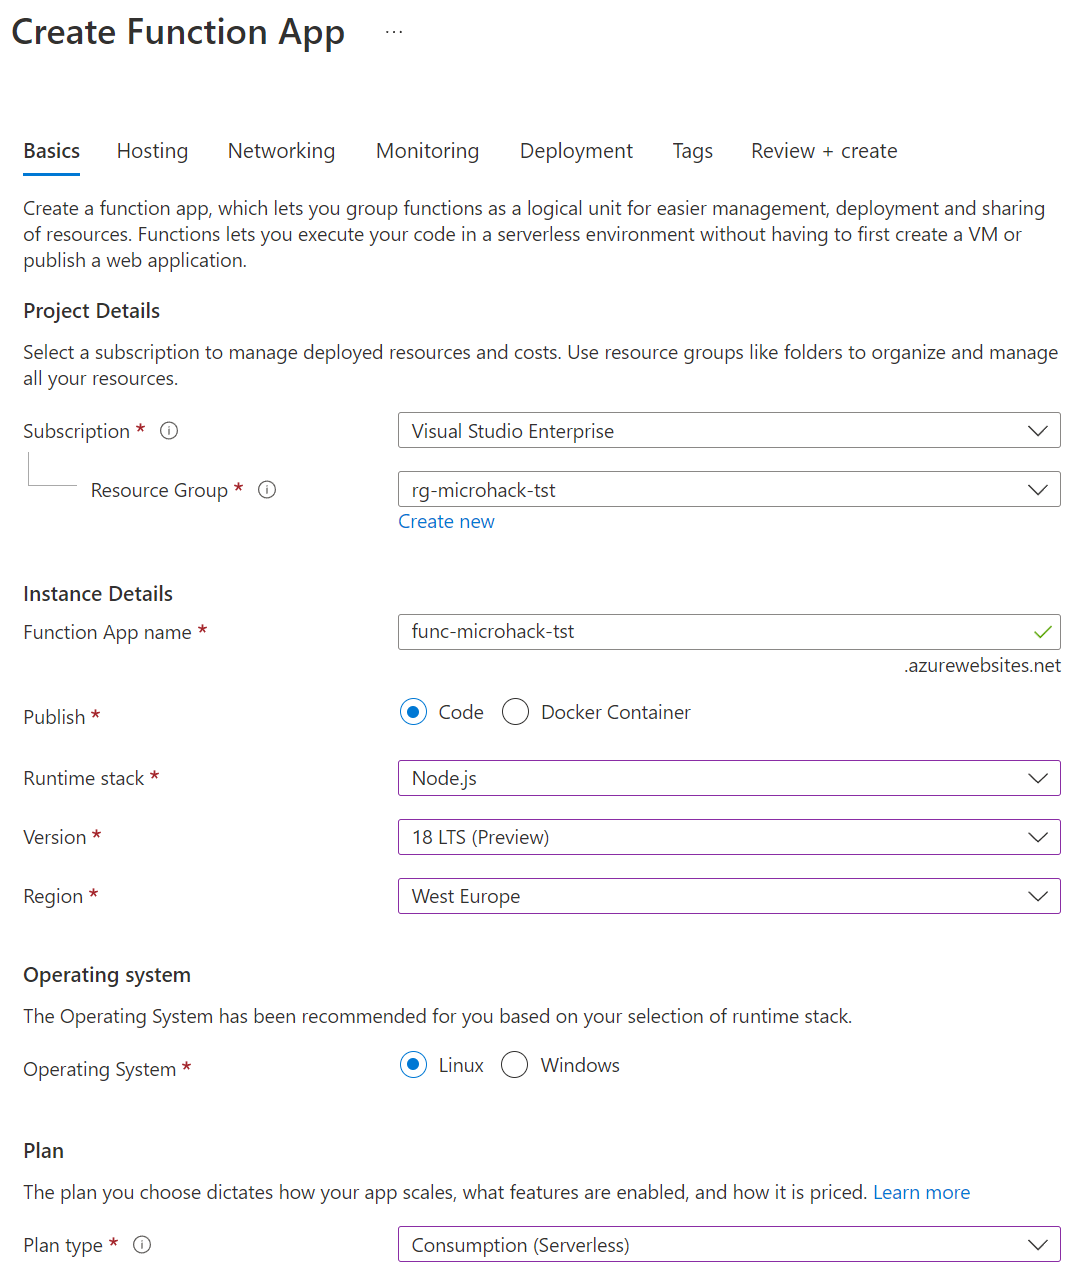 Create Function App ...
Basics Hosting Networking Monitoring Deployment Tags Review + create
Create a function app, which lets you group functions as a logical unit for easier management, deployment and sharing
of resources. Functions lets you execute your code in a serverless environment without having to first create a VM or
publish a web application.
Project Details
Select a subscription to manage deployed resources and costs. Use resource groups like folders to organize and manage
all your resources.
Subscription * Visual Studio Enterprise
Resource Group * rg-microhack-tst
Create new
Instance Details
Function App name * func-microhack-tst
.azurewebsites.net
Publish * Code Docker Container
Runtime stack * Node.js
Version * 18 LTS (Preview)
Region * West Europe
Operating system
The Operating System has been recommended for you based on your selection of runtime stack.
Operating System * Linux Windows
Plan
The plan you choose dictates how your app scales, what features are enabled, and how it is priced. Learn more
Plan type * Consumption (Serverless)